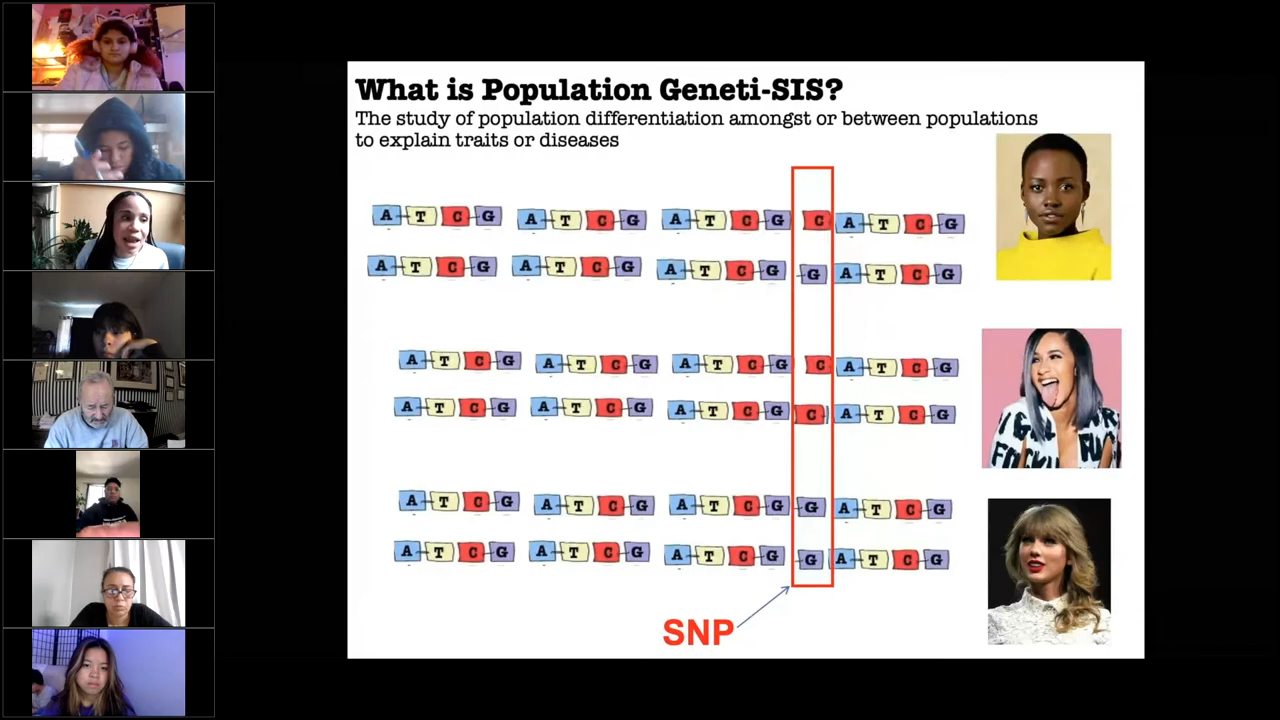 What is Population Geneti-SIS?
The study of population differentiation amongst or between populations
to explain traits or diseases
A T C G A T C G A T C G C A T C G
A T C G A T C G A T C G G A T C G
A T C G A T C G A T C G C A T C G
A T C G A T C G A T C G C A T C G
A T C G A T C G A T C G G A T C G
A T C G A T C G A T C G G A T C G
SNP